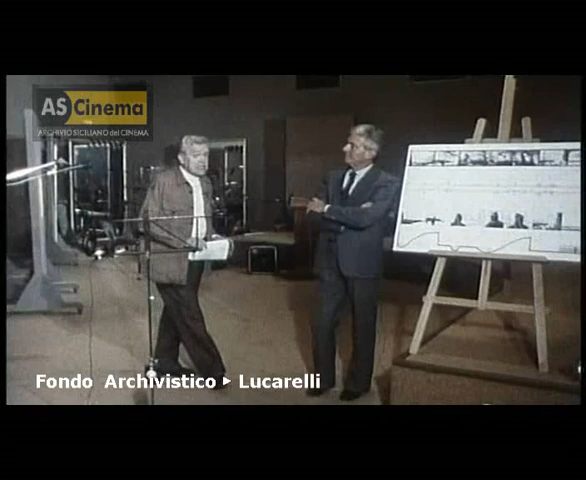 AS Cinema
ARCHIVIO SICILIANO del CINEMA
Fondo Archivistico ▸ Lucarelli